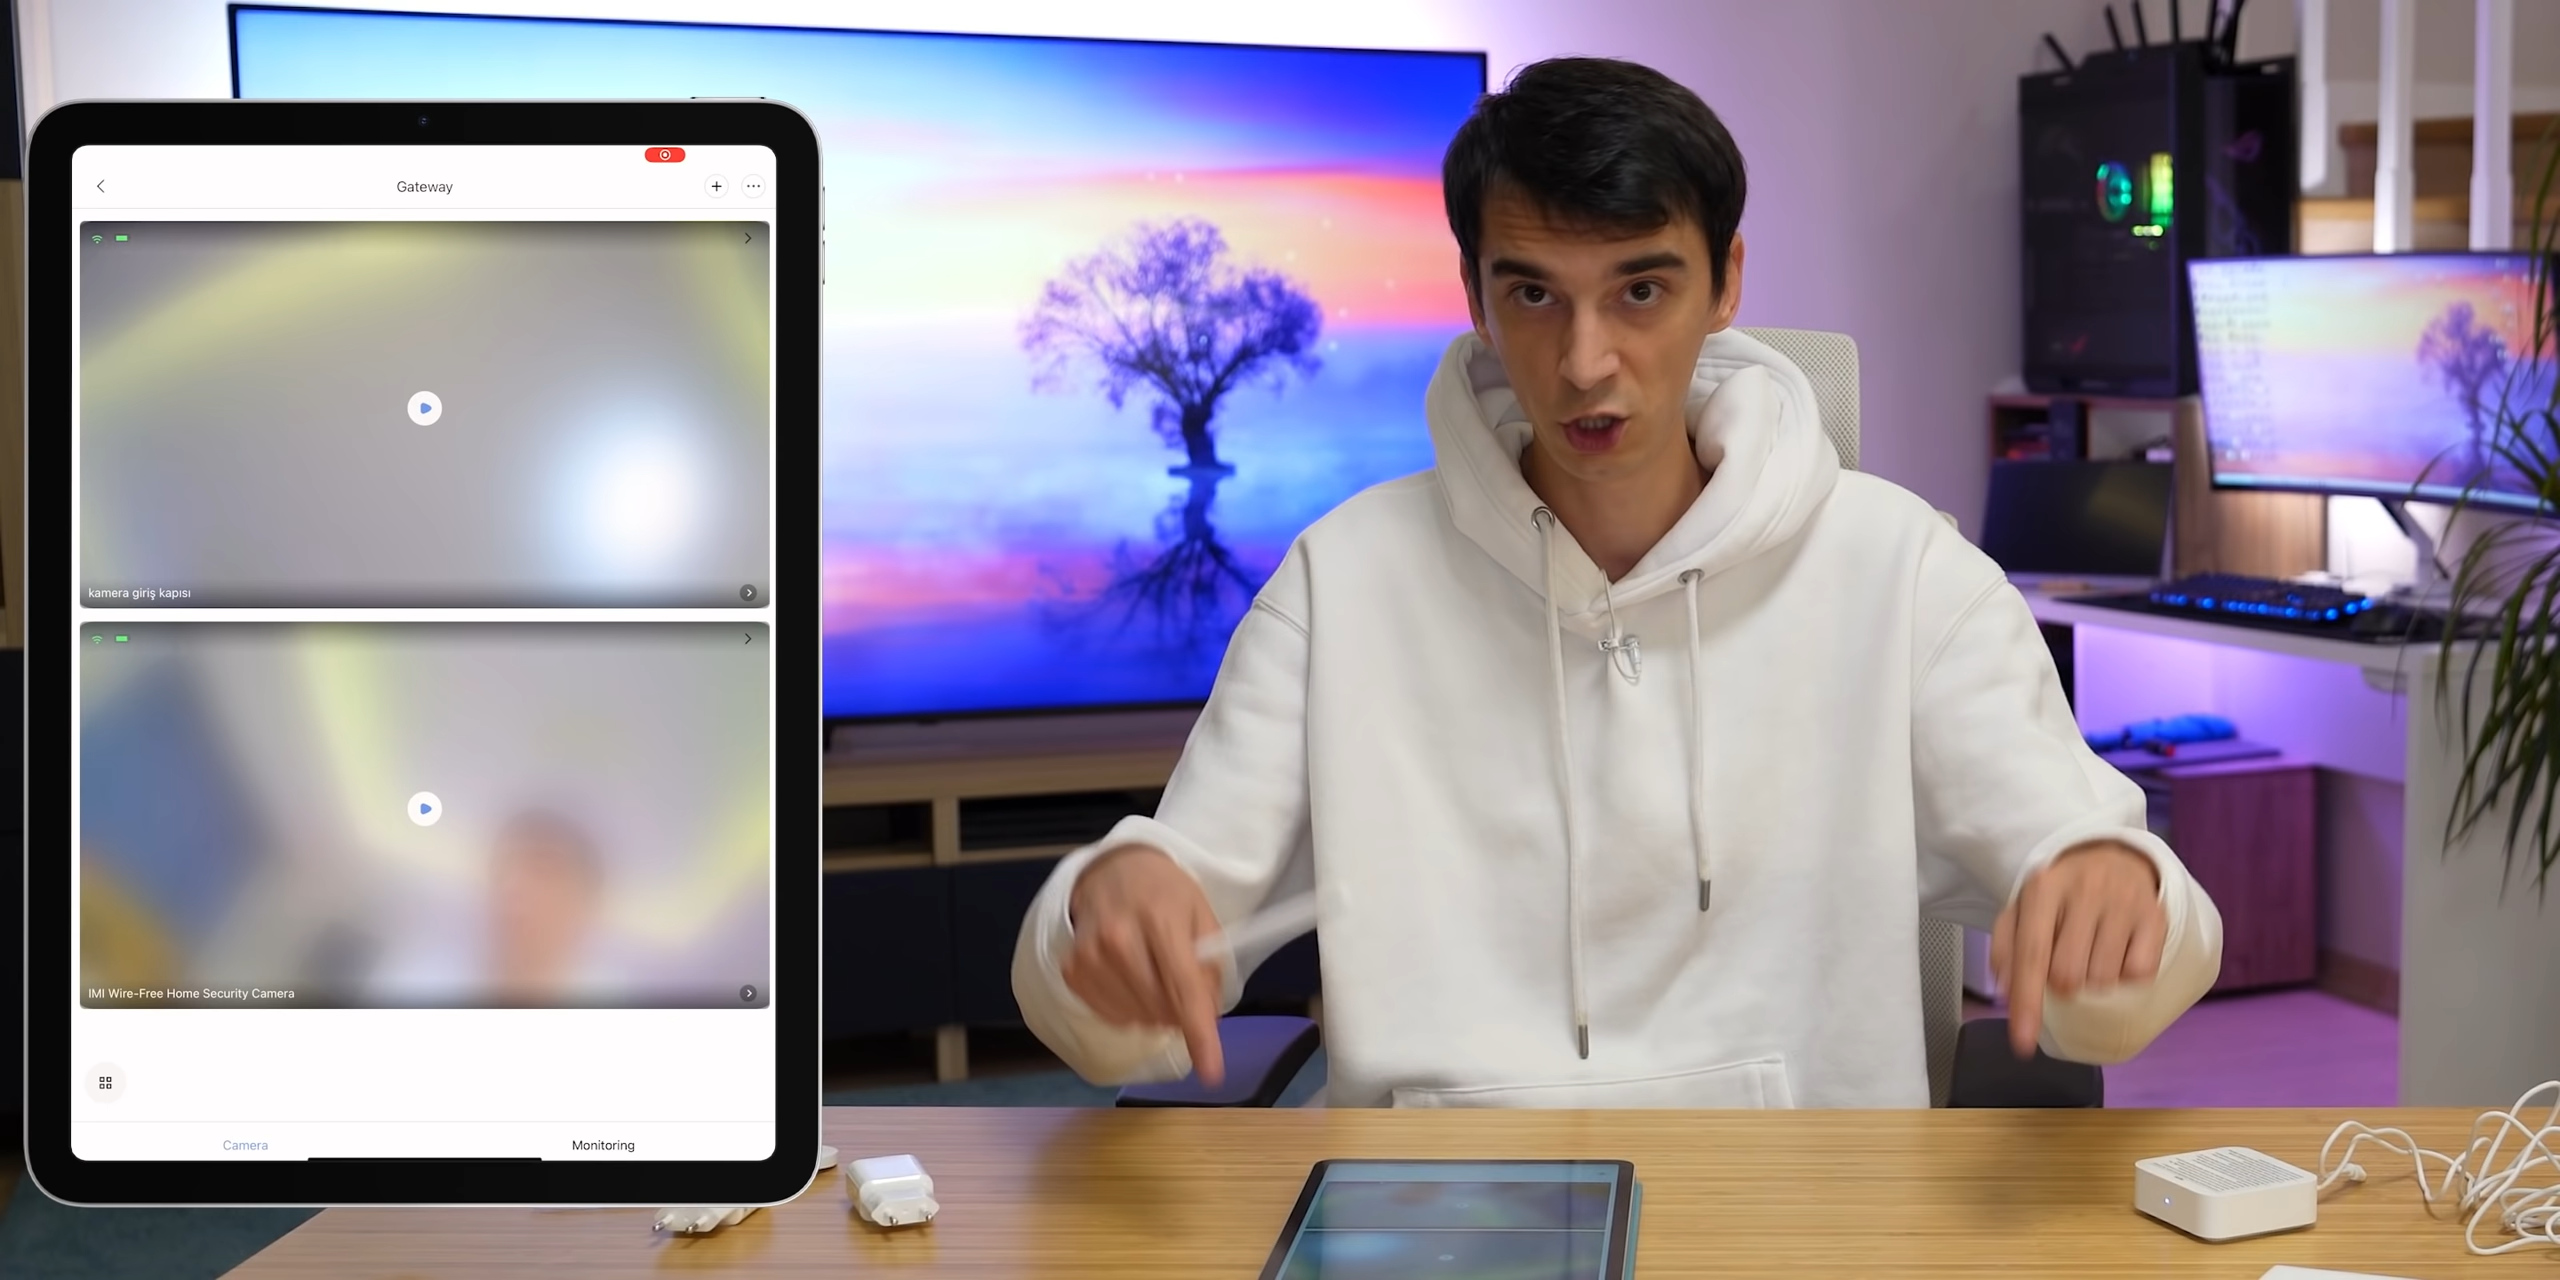 Gateway
kamera giriş kapısı
IMI Wire-Free Home Security Camera
Camera
Monitoring